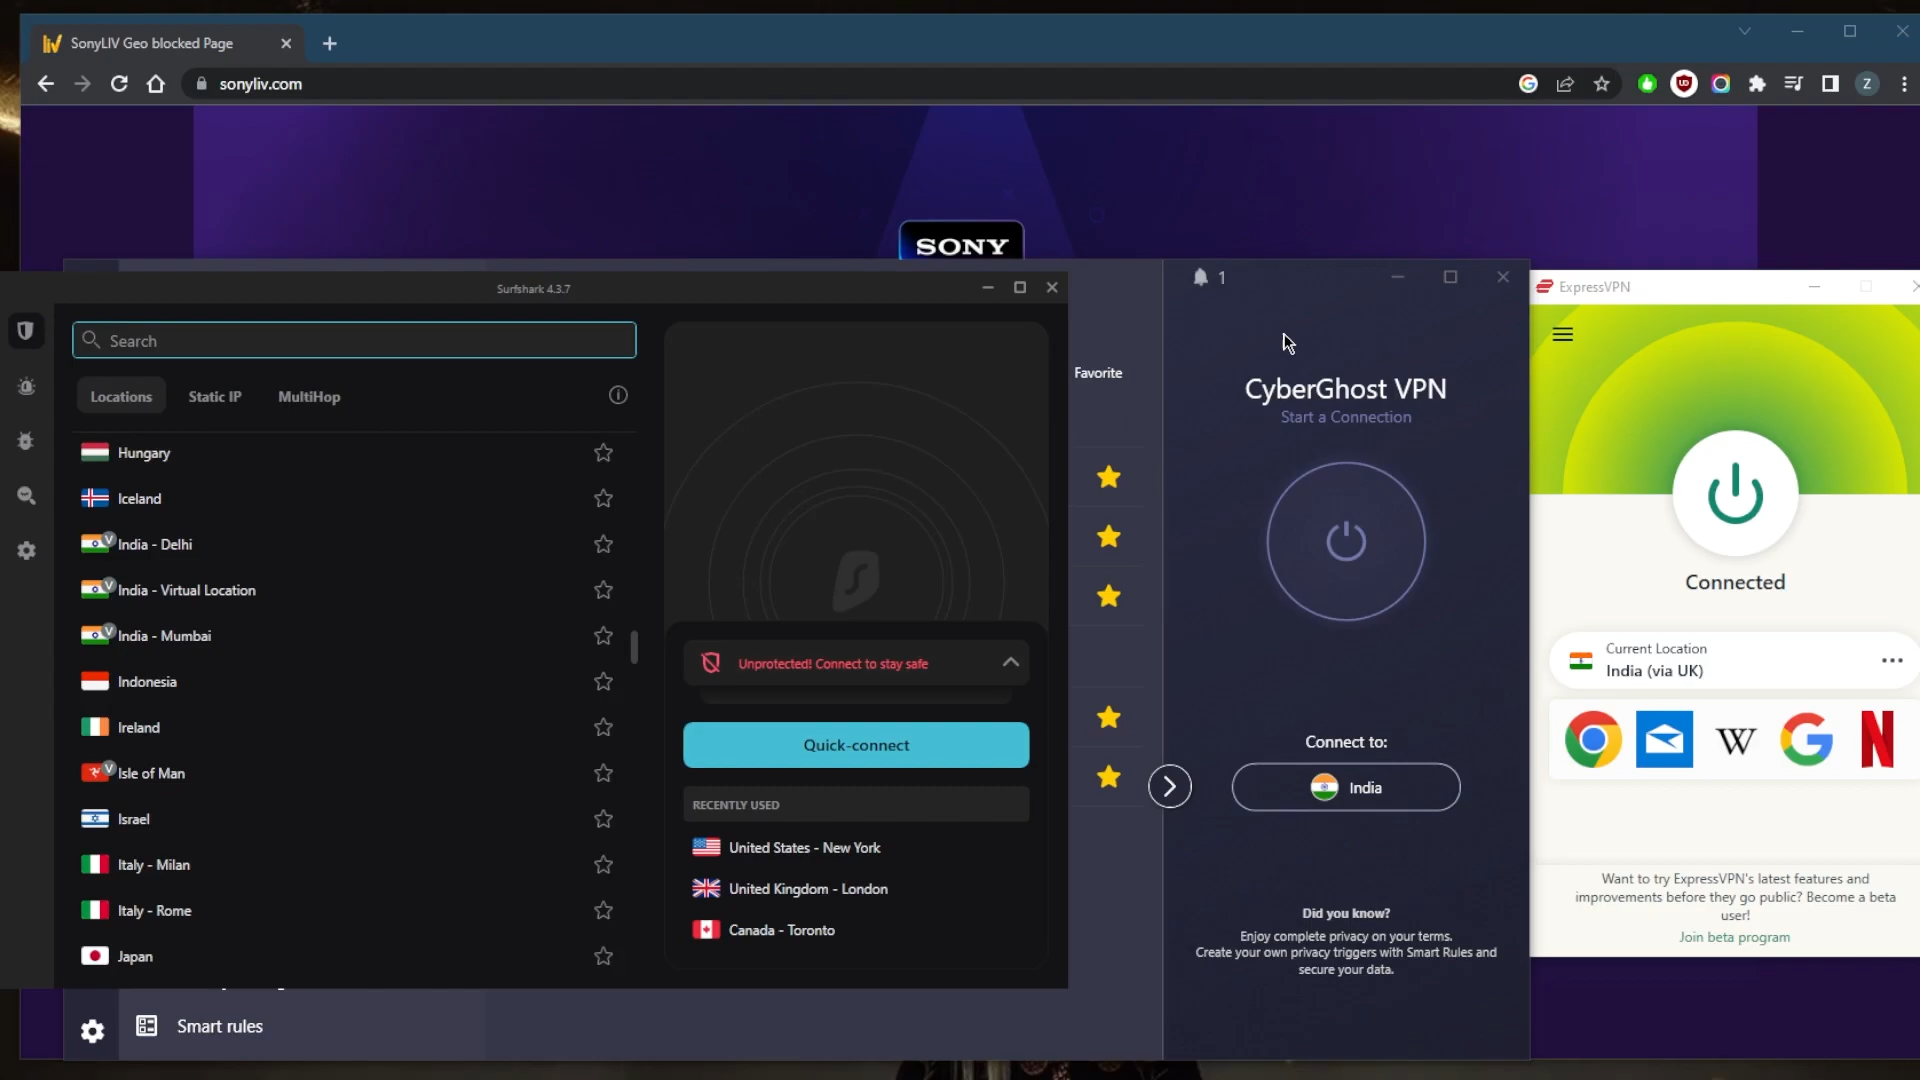 SonyLIV Geo blocked Page
sonyliv.com
Z
SONY
Surfshark 4.3.7
Search
Locations
Static IP
MultiHop
Hungary
Iceland
V
India - Delhi
V
India - Virtual Location
V
India - Mumbai
Indonesia
Ireland
V
Isle of Man
Israel
Italy - Milan
Italy - Rome
Japan
Unprotected! Connect to stay safe
Quick-connect
RECENTLY USED
United States - New York
United Kingdom - London
Canada - Toronto
Favorite
Smart rules
1
CyberGhost VPN
Start a Connection
Connect to:
India
Did you know?
Enjoy complete privacy on your terms.
Create your own privacy triggers with Smart Rules and
secure your data.
ExpressVPN
Connected
Current Location
India (via UK)
W
G
N
Want to try ExpressVPN's latest features and
improvements before they go public? Become a beta
user!
Join beta program